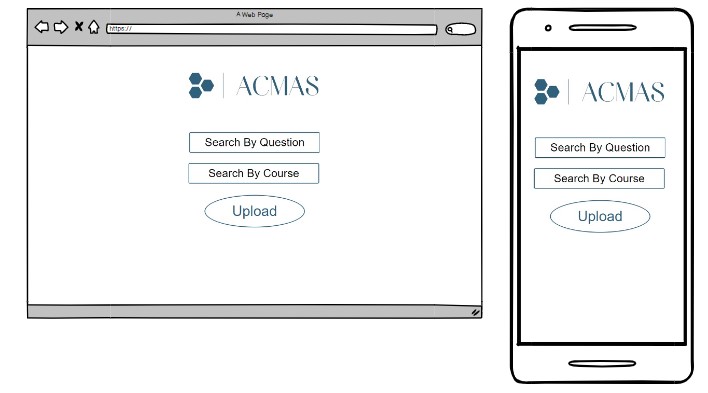 A Web Page
https://
ACMAS
Search By Question
Search By Course
Upload
ACMAS
Search By Question
Search By Course
Upload